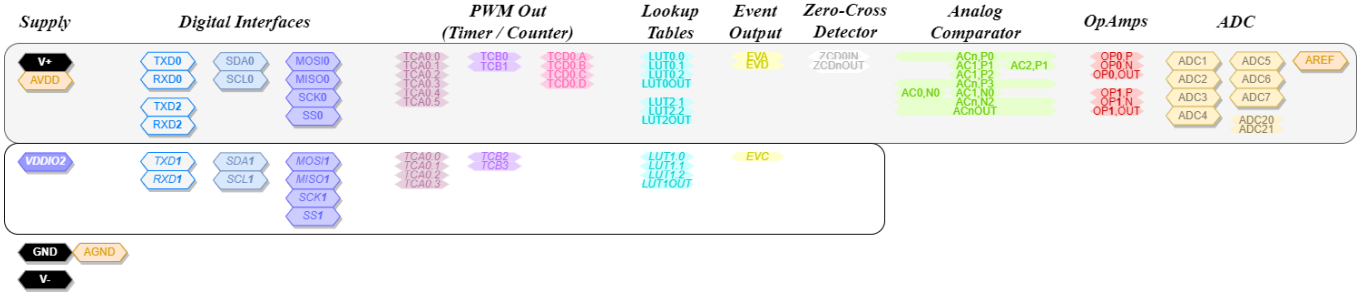 Supply Digital Interfaces PWM Out (Timer / Counter) Lookup Tables Event Output Zero-Cross Detector Analog Comparator OpAmps ADC
V+ TXD0 SDA0 MOSI0 TCA0.0 TCB0 TCD0.A LUT0.0 EVA ZCD0IN ACn,P0 OP0,P ADC1 ADC5 AREF
AVDD RXD0 SCL0 MISO0 TCA0.1 TCB1 TCD0.B LUT0.1 EVD ZCDnOUT AC1,P1 AC2,P1 OP0,N ADC2 ADC6
TCA0.2 TCD0.C LUT0.2 AC1,P2 OP0,OUT
TXD2 SCK0 TCA0.3 TCD0.D LUT0OUT ACn,P3 ADC3 ADC7
TCA0.4 AC0,N0 AC1,N0 OP1,P
RXD2 SS0 TCA0.5 LUT2.1 ACn,N2 OP1,N ADC4 ADC20
LUT2.2 ACnOUT OP1,OUT ADC21
LUT2OUT
VDDIO2 TXD1 SDA1 MOSI1 TCA0.0 TCB2 LUT1.0 EVC
RXD1 SCL1 MISO1 TCA0.1 TCB3 LUT1.1
TCA0.2 LUT1.2
SCK1 TCA0.3 LUT1OUT
SS1
GND AGND
V-